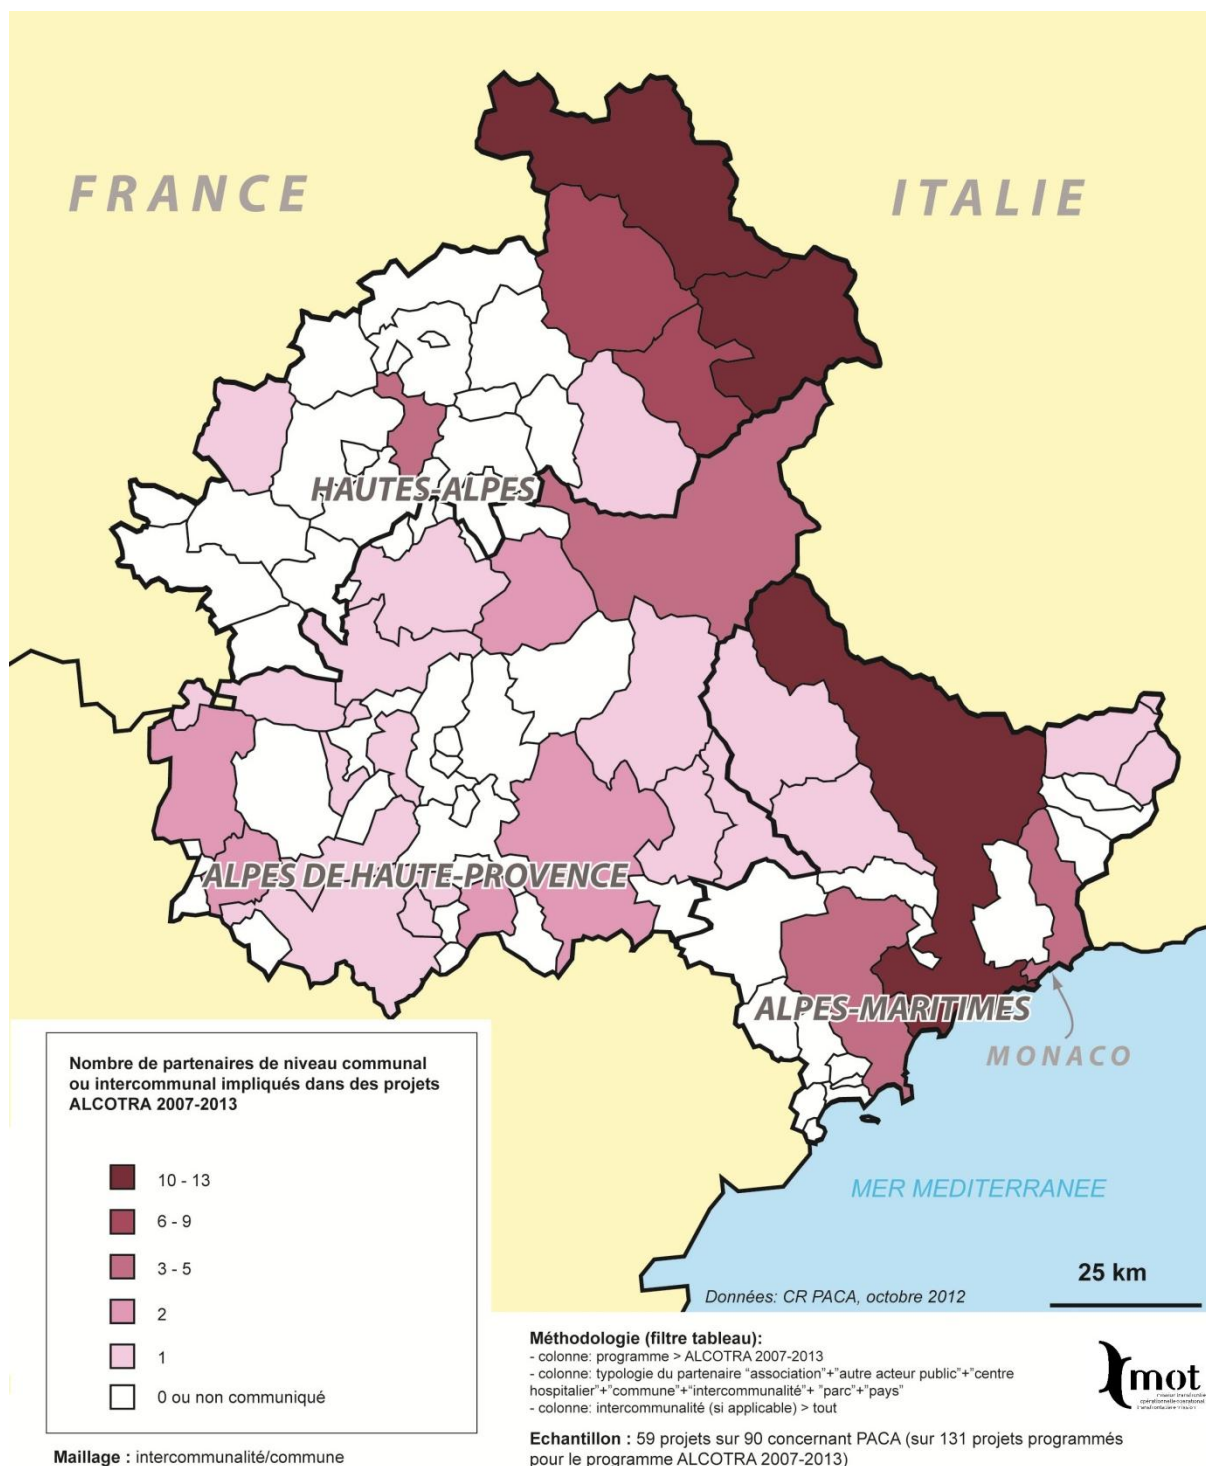 FRANCE
ITALIE
HAUTES-ALPES
ALPES DE HAUTE-PROVENCE
ALPES-MARITIMES
MONACO
MER MEDITERRANEE
25 km
Données: CR PACA, octobre 2012
Nombre de partenaires de niveau communal
ou intercommunal impliqués dans des projets
ALCOTRA 2007-2013
10 - 13
6 - 9
3 - 5
2
1
0 ou non communiqué
Maillage : intercommunalité/commune
Méthodologie (filtre tableau):
- colonne: programme > ALCOTRA 2007-2013
- colonne: typologie du partenaire "association"+"autre acteur public"+"centre
hospitalier"+"commune"+"intercommunalité"+ "parc"+"pays"
- colonne: intercommunalité (si applicable) > tout
Echantillon : 59 projets sur 90 concernant PACA (sur 131 projets programmés
pour le programme ALCOTRA 2007-2013)
mot